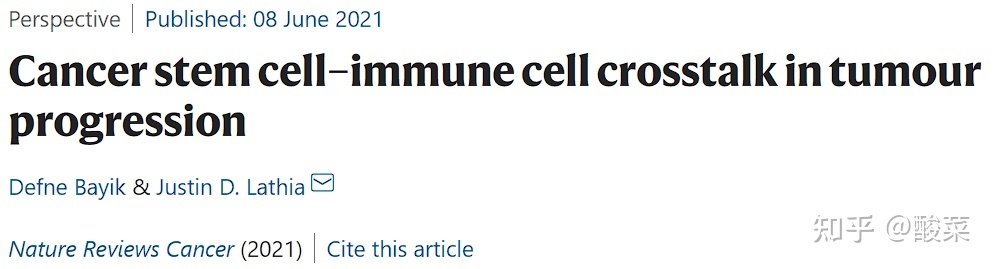 Perspective | Published: 08 June 2021
Cancer stem cell–immune cell crosstalk in tumour
progression
Defne Bayik & Justin D. Lathia
Nature Reviews Cancer (2021) | Cite this article
知乎 @酸菜